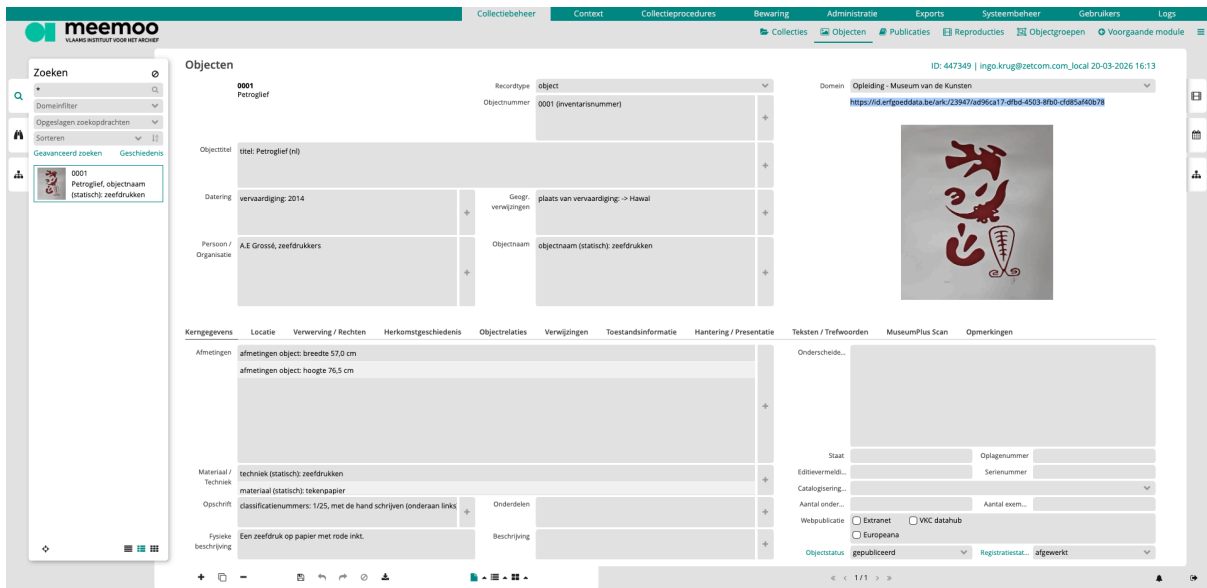 Collectiebeheer Context Collectieprocedures Bewaring Administratie Exports Systeembeheer Gebruikers Logs
meemoo
VLAAMS INSTITUUT VOOR HET ARCHIEF
Collecties Objecten Publicaties Reproducties Objectgroepen Voorgaande module
Zoeken
*
Domeinfilter
Opgeslagen zoekopdrachten
Sorteren
Geavanceerd zoeken Geschiedenis
0001
Petroglief, objectnaam
(statisch): zeefdrukken
Objecten
ID: 447349 | ingo.krug@zetcom.com_local 20-03-2026 16:13
0001
Petroglief
Recordtype object
Domein Opleiding - Museum van de Kunsten
Objectnummer 0001 (inventarisnummer)
https://id.erfgoeddata.be/ark:/23947/ad96ca17-dfbd-4503-8fb0-cfd85af40b78
Objecttitel titel: Petroglief (nl)
Datering vervaardiging: 2014
Geogr. verwijzingen plaats van vervaardiging: -> Hawaï
Persoon / Organisatie A.E Grossé, zeefdrukkers
Objectnaam objectnaam (statisch): zeefdrukken
Kerngegevens Locatie Verwerving / Rechten Herkomstgeschiedenis Objectrelaties Verwijzingen Toestandsinformatie Hantering / Presentatie Teksten / Trefwoorden MuseumPlus Scan Opmerkingen
Afmetingen afmetingen object: breedte 57,0 cm
afmetingen object: hoogte 76,5 cm
Onderscheide...
Materiaal / Techniek techniek (statisch): zeefdrukken
materiaal (statisch): tekenpapier
Opschrift classificatienummers: 1/25, met de hand schrijven (onderaan links
Onderdelen
Fysieke beschrijving Een zeefdruk op papier met rode inkt.
Beschrijving
Staat Oplagenummer
Editievermeldi... Serienummer
Catalogisering...
Aantal onder... Aantal exem...
Webpublicatie Extranet VKC datahub
Europeana
Objectstatus gepubliceerd Registratiestat... afgewerkt
1/1